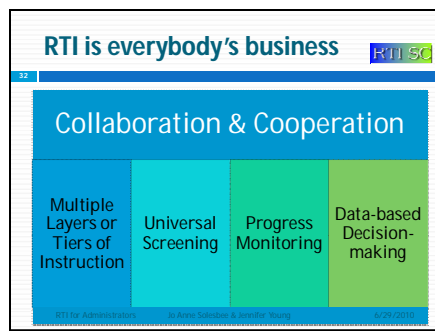 RTI is everybody's business
RTI SC
32
Collaboration & Cooperation
Multiple
Layers or
Tiers of
Instruction
Universal
Screening
Progress
Monitoring
Data-based
Decision-
making
RTI for Administrators Jo Anne Solesbee & Jennifer Young 6/29/2010